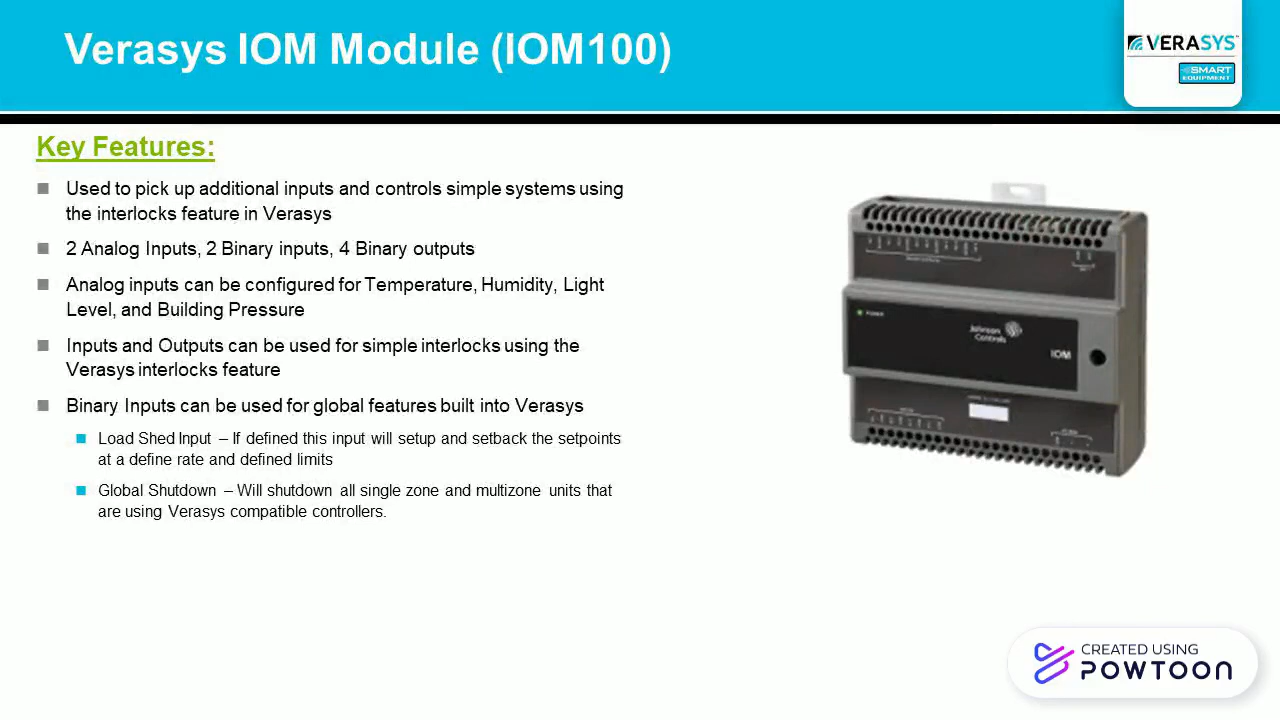 Verasys IOM Module (IOM100)
VERASYS™
SMART
EQUIPMENT
Key Features:
Used to pick up additional inputs and controls simple systems using
the interlocks feature in Verasys
2 Analog Inputs, 2 Binary inputs, 4 Binary outputs
Analog inputs can be configured for Temperature, Humidity, Light
Level, and Building Pressure
Inputs and Outputs can be used for simple interlocks using the
Verasys interlocks feature
Binary Inputs can be used for global features built into Verasys
Load Shed Input – If defined this input will setup and setback the setpoints
at a define rate and defined limits
Global Shutdown – Will shutdown all single zone and multizone units that
are using Verasys compatible controllers.
POWER
Johnson
Controls
IOM
CREATED USING
POWTOON